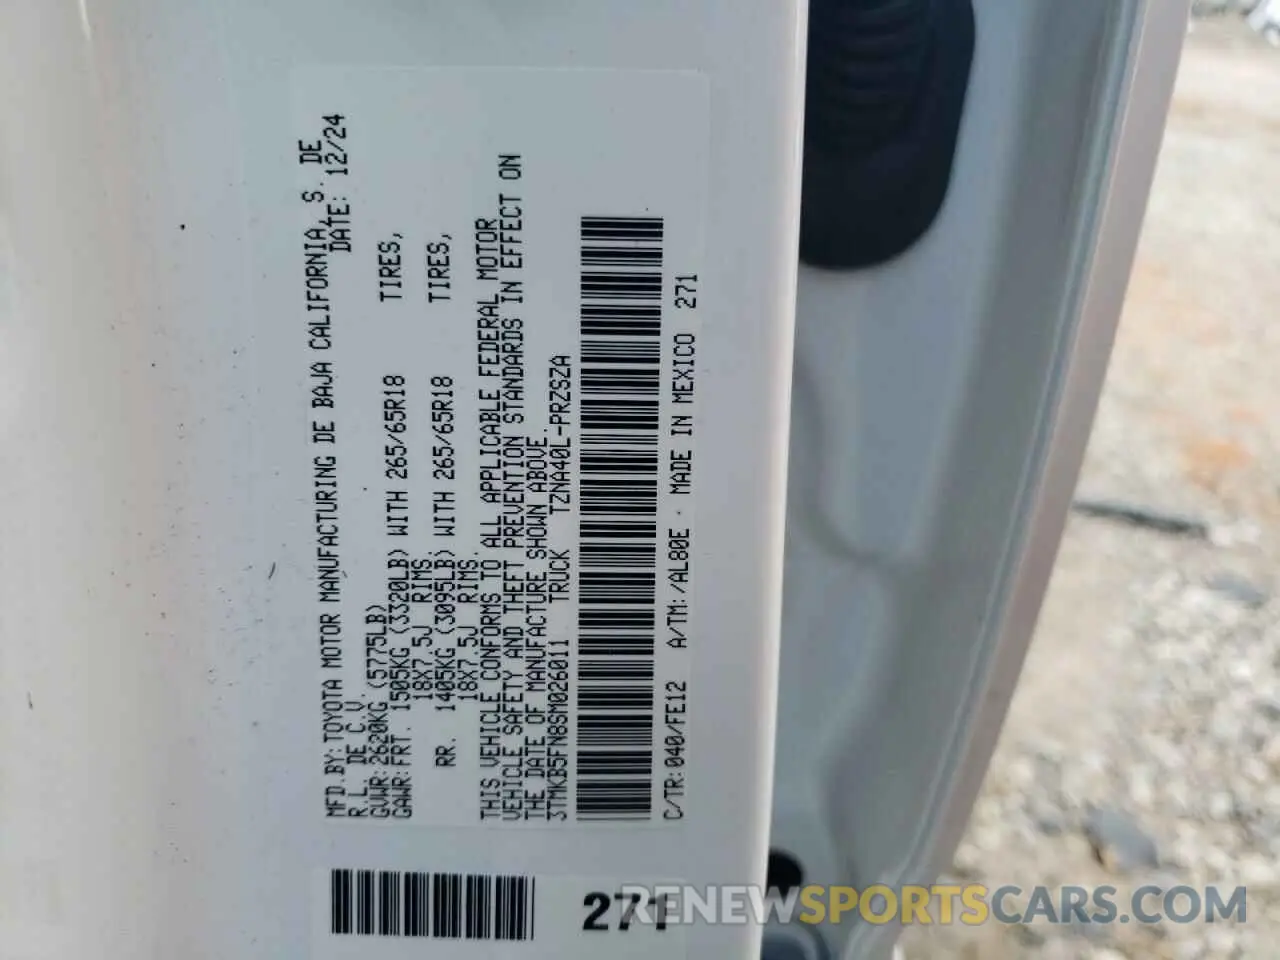 MFD.BY: TOYOTA MOTOR MANUFACTURING DE BAJA CALIFORNIA, S. DE
R.L. DE C.V. DATE: 12/24
GVWR: 2620KG (5775LB)
GAWR: FRT. 1505KG (3320LB) WITH 265/65R18 TIRES,
18X7.5J RIMS.
RR. 1405KG (3095LB) WITH 265/65R18 TIRES,
18X7.5J RIMS.
THIS VEHICLE CONFORMS TO ALL APPLICABLE FEDERAL MOTOR
VEHICLE SAFETY AND THEFT PREVENTION STANDARDS IN EFFECT ON
THE DATE OF MANUFACTURE SHOWN ABOVE.
3TMKB5FN8SM026011 TRUCK TZNA40L-PRZSZA
C/TR: 040/FE12 A/TM: /AL80E · MADE IN MEXICO 271
271
RENEWSPORTSCARS.COM